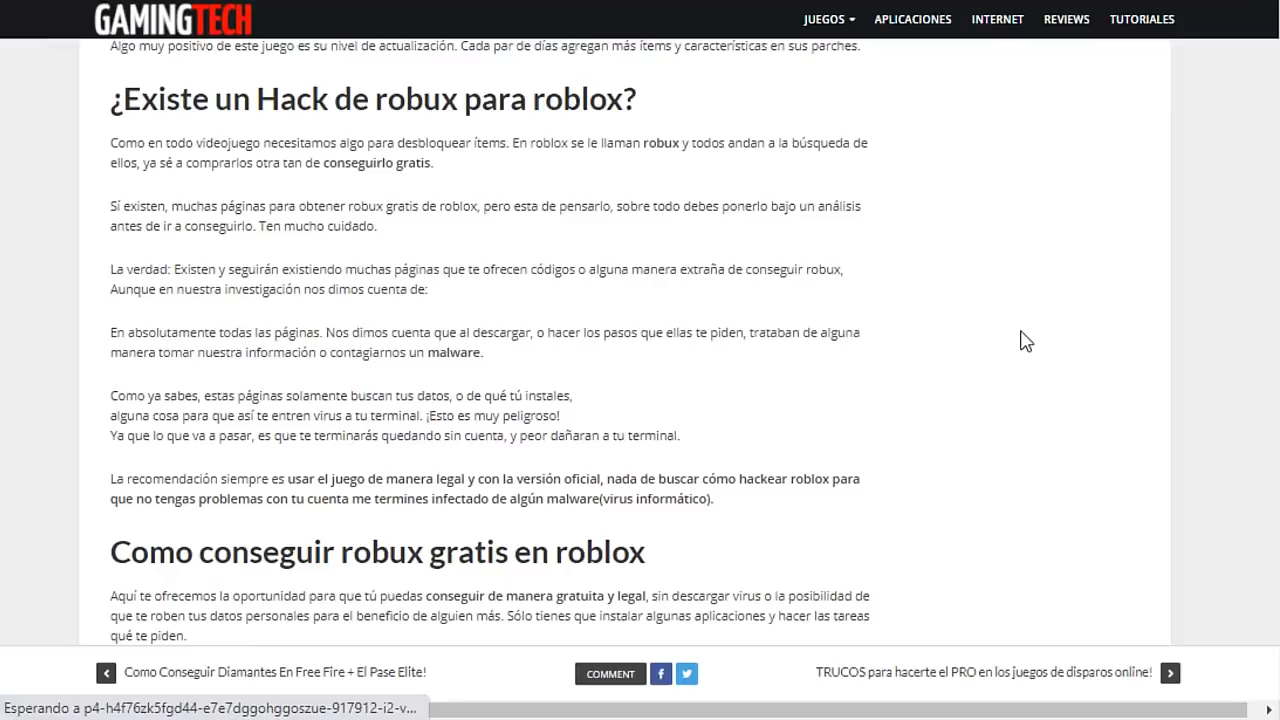 GAMINGTECH
JUEGOS APLICACIONES INTERNET REVIEWS TUTORIALES
Algo muy positivo de este juego es su nivel de actualización. Cada par de días agregan más ítems y características en sus parches.
¿Existe un Hack de robux para roblox?
Como en todo videojuego necesitamos algo para desbloquear ítems. En roblox se le llaman robux y todos andan a la búsqueda de
ellos, ya sé a comprarlos otra tan de conseguirlo gratis.
Sí existen, muchas páginas para obtener robux gratis de roblox, pero esta de pensarlo, sobre todo debes ponerlo bajo un análisis
antes de ir a conseguirlo. Ten mucho cuidado.
La verdad: Existen y seguirán existiendo muchas páginas que te ofrecen códigos o alguna manera extraña de conseguir robux,
Aunque en nuestra investigación nos dimos cuenta de:
En absolutamente todas las páginas. Nos dimos cuenta que al descargar, o hacer los pasos que ellas te piden, trataban de alguna
manera tomar nuestra información o contagiarnos un malware.
Como ya sabes, estas páginas solamente buscan tus datos, o de qué tú instales,
alguna cosa para que así te entren virus a tu terminal. ¡Esto es muy peligroso!
Ya que lo que va a pasar, es que te terminarás quedando sin cuenta, y peor dañaran a tu terminal.
La recomendación siempre es usar el juego de manera legal y con la versión oficial, nada de buscar cómo hackear roblox para
que no tengas problemas con tu cuenta me termines infectado de algún malware(virus informático).
Como conseguir robux gratis en roblox
Aquí te ofrecemos la oportunidad para que tú puedas conseguir de manera gratuita y legal, sin descargar virus o la posibilidad de
que te roben tus datos personales para el beneficio de alguien más. Sólo tienes que instalar algunas aplicaciones y hacer las tareas
qué te piden.
Como Conseguir Diamantes En Free Fire + El Pase Elite! COMMENT TRUCOS para hacerte el PRO en los juegos de disparos online!
Esperando a p4-h4f76zk5fgd44-e7e7dggohggoszue-917912-i2-v...